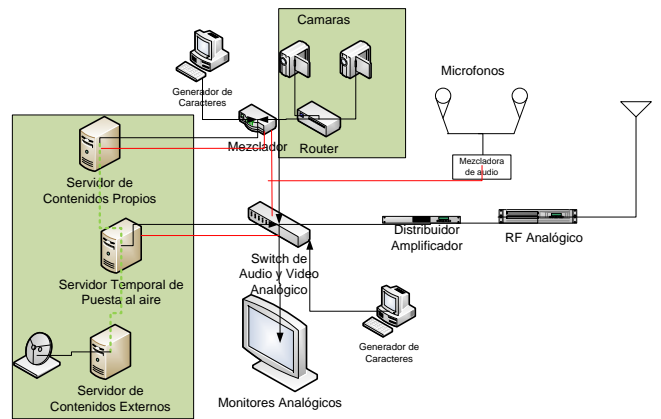 Camaras
Generador de
Caracteres
Mezclador
Router
Microfonos
Mezcladora
de audio
Servidor de
Contenidos Propios
Servidor Temporal de
Puesta al aire
Servidor de
Contenidos Externos
Switch de
Audio y Video
Analógico
Distribuidor
Amplificador
RF Analógico
Generador de
Caracteres
Monitores Analógicos